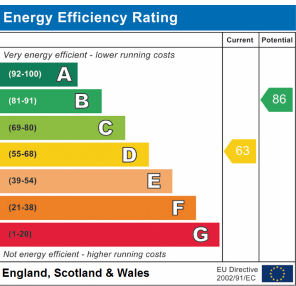 Energy Efficiency Rating
Current Potential
Very energy efficient - lower running costs
(92-100) A
(81-91) B
86
(69-80) C
(55-68) D
63
(39-54) E
(21-38) F
(1-20) G
Not energy efficient - higher running costs
England, Scotland & Wales
EU Directive
2002/91/EC